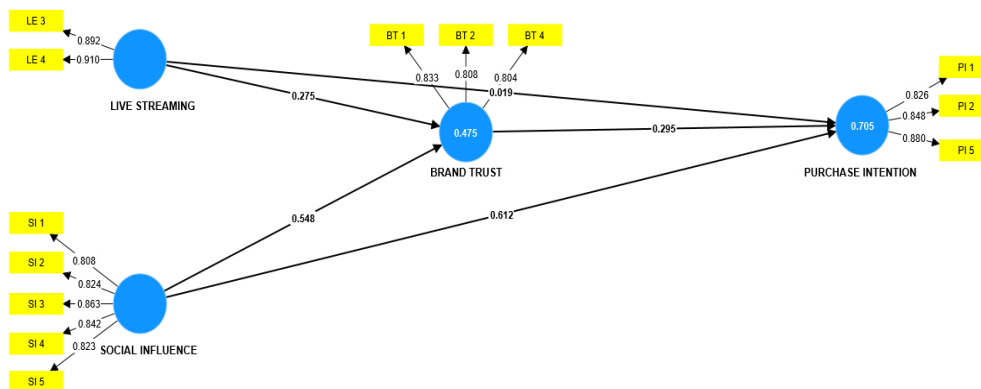 LE 3
0.892
LE 4
0.910
LIVE STREAMING
BT 1
BT 2
BT 4
0.833
0.808
0.804
0.019
0.275
0.475
BRAND TRUST
0.295
PI 1
0.826
PI 2
0.848
0.705
0.880
PI 5
PURCHASE INTENTION
0.548
0.612
SI 1
0.808
SI 2
0.824
SI 3
0.863
SI 4
0.842
0.823
SI 5
SOCIAL INFLUENCE